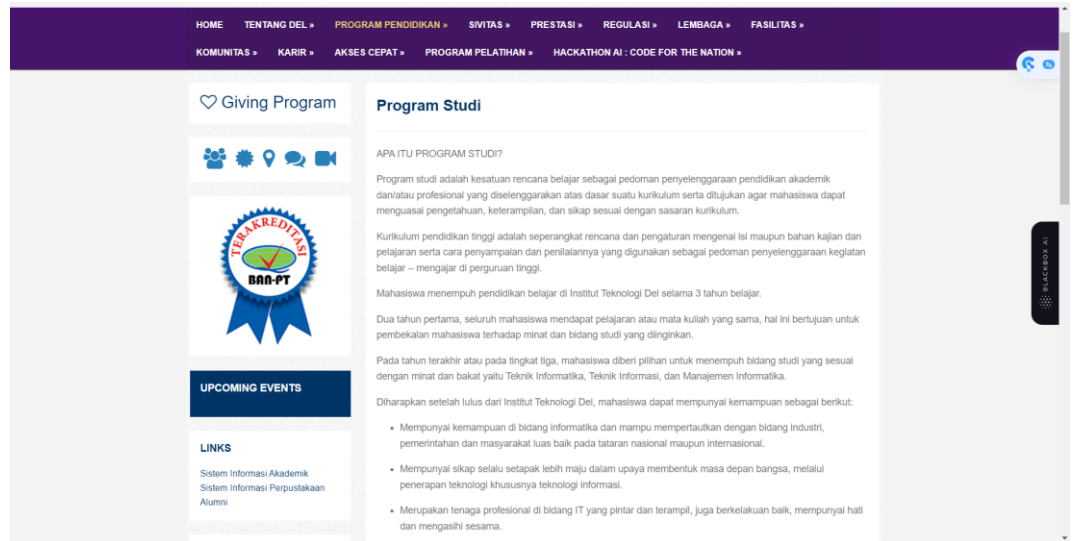 HOME TENTANG DEL » PROGRAM PENDIDIKAN » SIVITAS » PRESTASI » REGULASI » LEMBAGA » FASILITAS »
KOMUNITAS » KARIR » AKSES CEPAT » PROGRAM PELATIHAN » HACKATHON AI : CODE FOR THE NATION »
Giving Program
TERAKREDITASI
BAN-PT
UPCOMING EVENTS
LINKS
Sistem Informasi Akademik
Sistem Informasi Perpustakaan
Alumni
Program Studi
APA ITU PROGRAM STUDI?
Program studi adalah kesatuan rencana belajar sebagai pedoman penyelenggaraan pendidikan akademik
dan/atau profesional yang diselenggarakan atas dasar suatu kurikulum serta ditujukan agar mahasiswa dapat
menguasai pengetahuan, keterampilan, dan sikap sesuai dengan sasaran kurikulum.
Kurikulum pendidikan tinggi adalah seperangkat rencana dan pengaturan mengenai isi maupun bahan kajian dan
pelajaran serta cara penyampaian dan penilaiannya yang digunakan sebagai pedoman penyelenggaraan kegiatan
belajar – mengajar di perguruan tinggi.
Mahasiswa menempuh pendidikan belajar di Institut Teknologi Del selama 3 tahun belajar.
Dua tahun pertama, seluruh mahasiswa mendapat pelajaran atau mata kuliah yang sama, hal ini bertujuan untuk
pembekalan mahasiswa terhadap minat dan bidang studi yang diinginkan.
Pada tahun terakhir atau pada tingkat tiga, mahasiswa diberi pilihan untuk menempuh bidang studi yang sesuai
dengan minat dan bakat yaitu Teknik Informatika, Teknik Informasi, dan Manajemen Informatika.
Diharapkan setelah lulus dari Institut Teknologi Del, mahasiswa dapat mempunyai kemampuan sebagai berikut:
• Mempunyai kemampuan di bidang informatika dan mampu mempertautkan dengan bidang industri,
pemerintahan dan masyarakat luas baik pada tataran nasional maupun internasional.
• Mempunyai sikap selalu setapak lebih maju dalam upaya membentuk masa depan bangsa, melalui
penerapan teknologi khususnya teknologi informasi.
• Merupakan tenaga profesional di bidang IT yang pintar dan terampil, juga berkelakuan baik, mempunyai hati
dan mengasihi sesama.
BLACKBOX AI